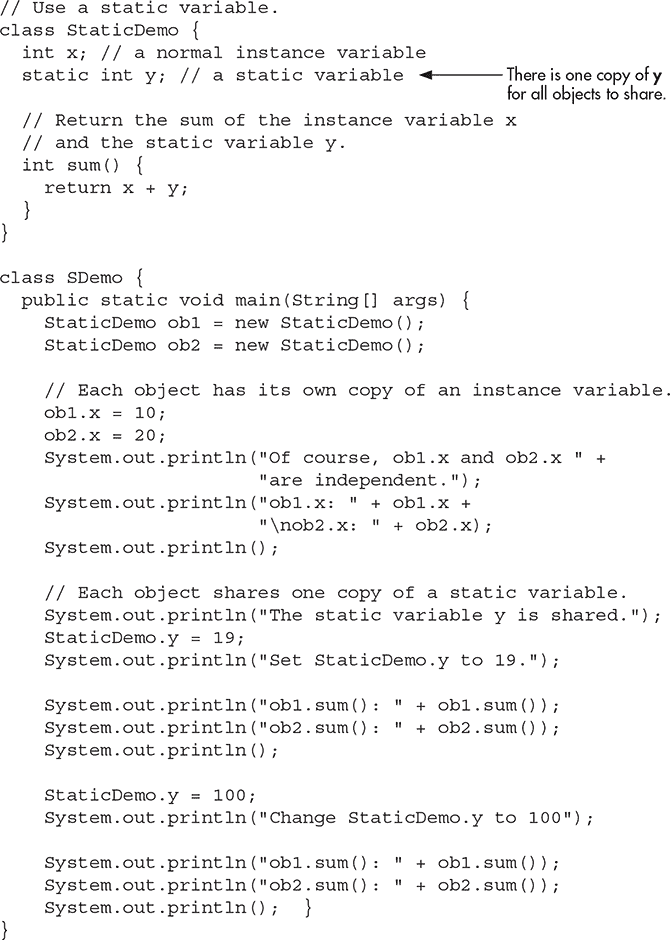 // Use a static variable.
class StaticDemo {
  int x; // a normal instance variable
  static int y; // a static variable
There is one copy of y
for all objects to share.

  // Return the sum of the instance variable x
  // and the static variable y.
  int sum() {
    return x + y;
  }
}

class SDemo {
  public static void main(String[] args) {
    StaticDemo ob1 = new StaticDemo();
    StaticDemo ob2 = new StaticDemo();

    // Each object has its own copy of an instance variable.
    ob1.x = 10;
    ob2.x = 20;
    System.out.println("Of course, ob1.x and ob2.x " +
                       "are independent.");
    System.out.println("ob1.x: " + ob1.x +
                       "\nob2.x: " + ob2.x);
    System.out.println();

    // Each object shares one copy of a static variable.
    System.out.println("The static variable y is shared.");
    StaticDemo.y = 19;
    System.out.println("Set StaticDemo.y to 19.");

    System.out.println("ob1.sum(): " + ob1.sum());
    System.out.println("ob2.sum(): " + ob2.sum());
    System.out.println();

    StaticDemo.y = 100;
    System.out.println("Change StaticDemo.y to 100");

    System.out.println("ob1.sum(): " + ob1.sum());
    System.out.println("ob2.sum(): " + ob2.sum());
    System.out.println();  }
}